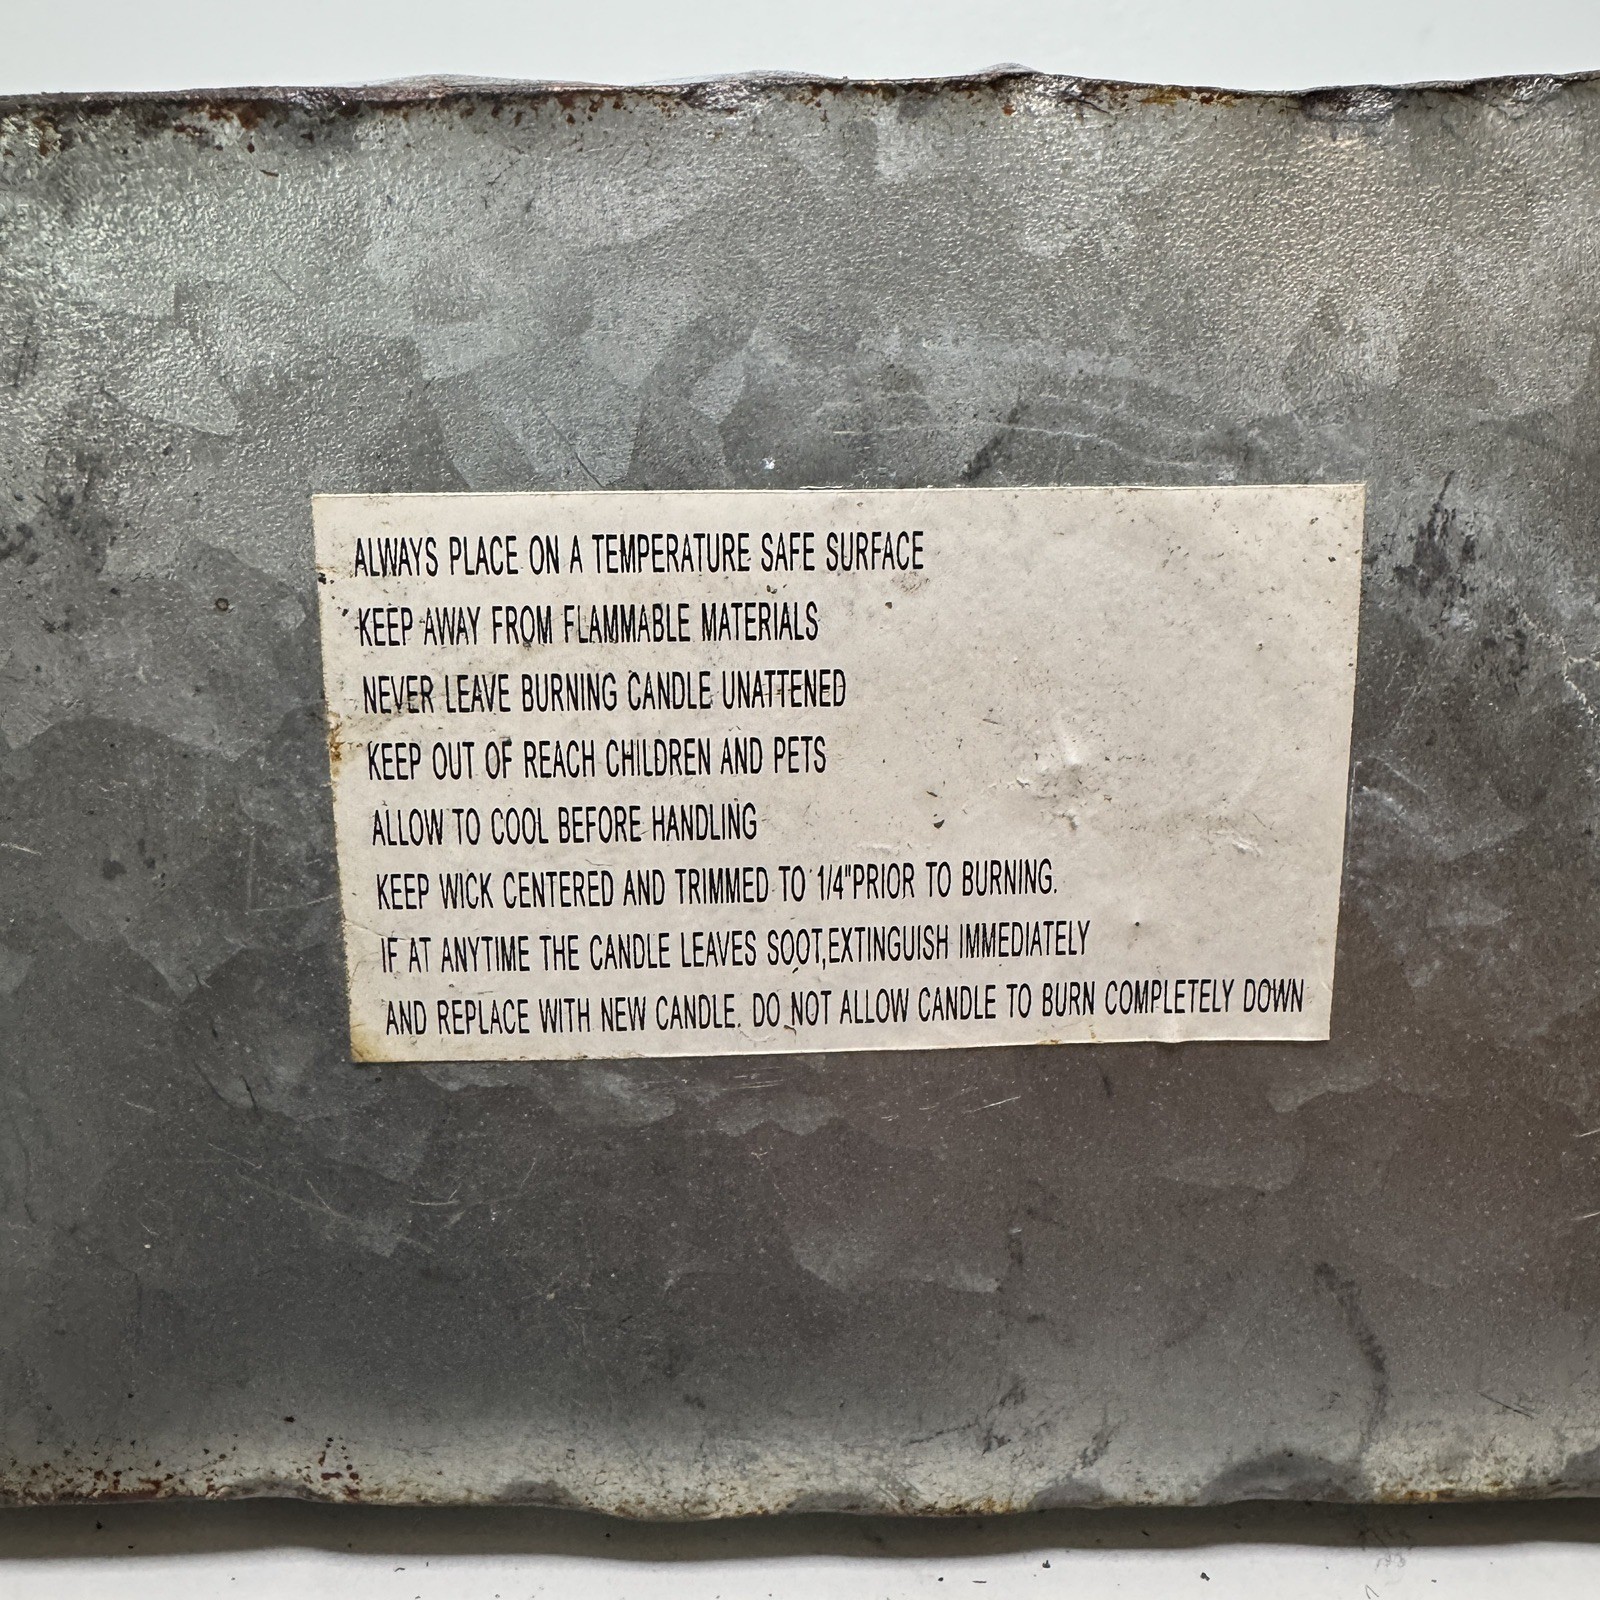 ALWAYS PLACE ON A TEMPERATURE SAFE SURFACE
KEEP AWAY FROM FLAMMABLE MATERIALS
NEVER LEAVE BURNING CANDLE UNATTENED
KEEP OUT OF REACH CHILDREN AND PETS
ALLOW TO COOL BEFORE HANDLING
KEEP WICK CENTERED AND TRIMMED TO 1/4"PRIOR TO BURNING.
IF AT ANYTIME THE CANDLE LEAVES SOOT,EXTINGUISH IMMEDIATELY
AND REPLACE WITH NEW CANDLE. DO NOT ALLOW CANDLE TO BURN COMPLETELY DOWN